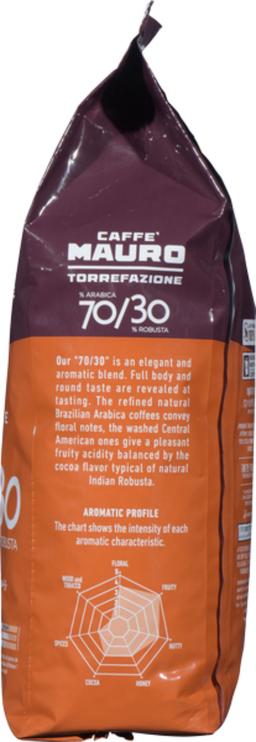 CAFFE'
MAURO
TORREFAZIONE
% ARABICA
70/30
% ROBUSTA
Our "70/30" is an elegant and
aromatic blend. Full body and
round taste are revealed at
tasting. The refined natural
Brazilian Arabica coffees convey
floral notes, the washed Central
American ones give a pleasant
fruity acidity balanced by the
cocoa flavor typical of natural
Indian Robusta.
AROMATIC PROFILE
The chart shows the intensity of each
aromatic characteristic.
FLORAL
WOOD and
TOBACCO
FRUITY
SPICED
NUTTY
COCOA
HONEY